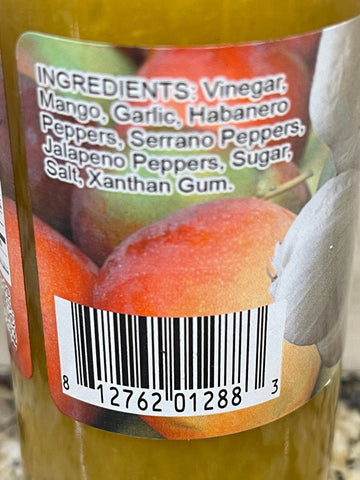 INGREDIENTS: Vinegar,
Mango, Garlic, Habanero
Peppers, Serrano Peppers,
Jalapeno Peppers, Sugar,
Salt, Xanthan Gum.
8 12762 01288 3